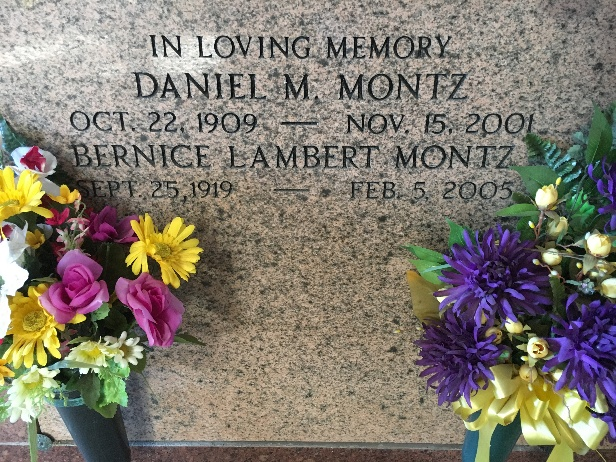 IN LOVING MEMORY
DANIEL M. MONTZ
OCT. 22, 1909 — NOV. 15, 2001
BERNICE LAMBERT MONTZ
SEPT. 25, 1919 — FEB. 5, 2005